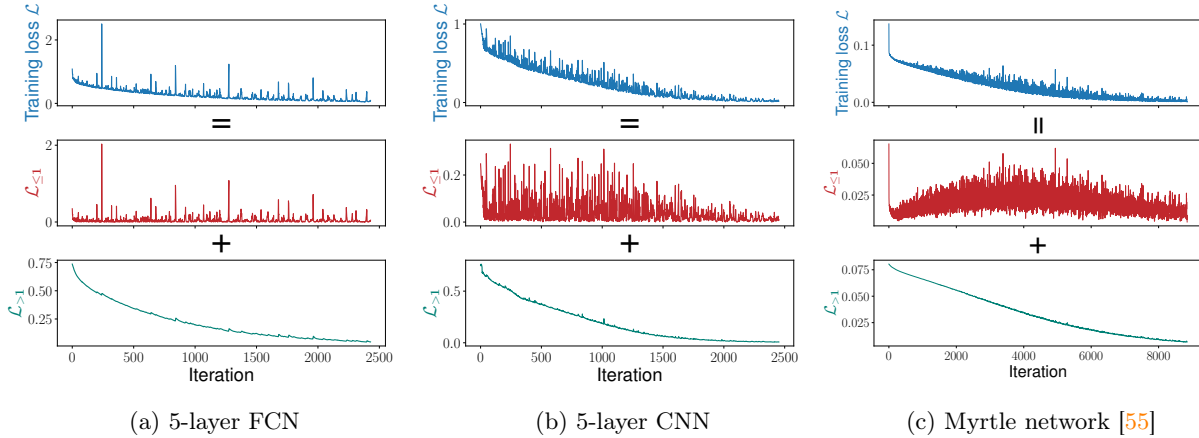 Training loss ℒ
2
0
=
ℒ≤1
2
1
0
+
ℒ>1
0.75
0.50
0.25
0 500 1000 1500 2000 2500
Iteration
(a) 5-layer FCN
Training loss ℒ
1
0
=
ℒ≤1
0.2
0.0
+
ℒ>1
0.5
0.0
0 500 1000 1500 2000 2500
Iteration
(b) 5-layer CNN
Training loss ℒ
0.1
0.0
=
ℒ≤1
0.050
0.025
+
ℒ>1
0.075
0.050
0.025
0 2000 4000 6000 8000
Iteration
(c) Myrtle network [55]